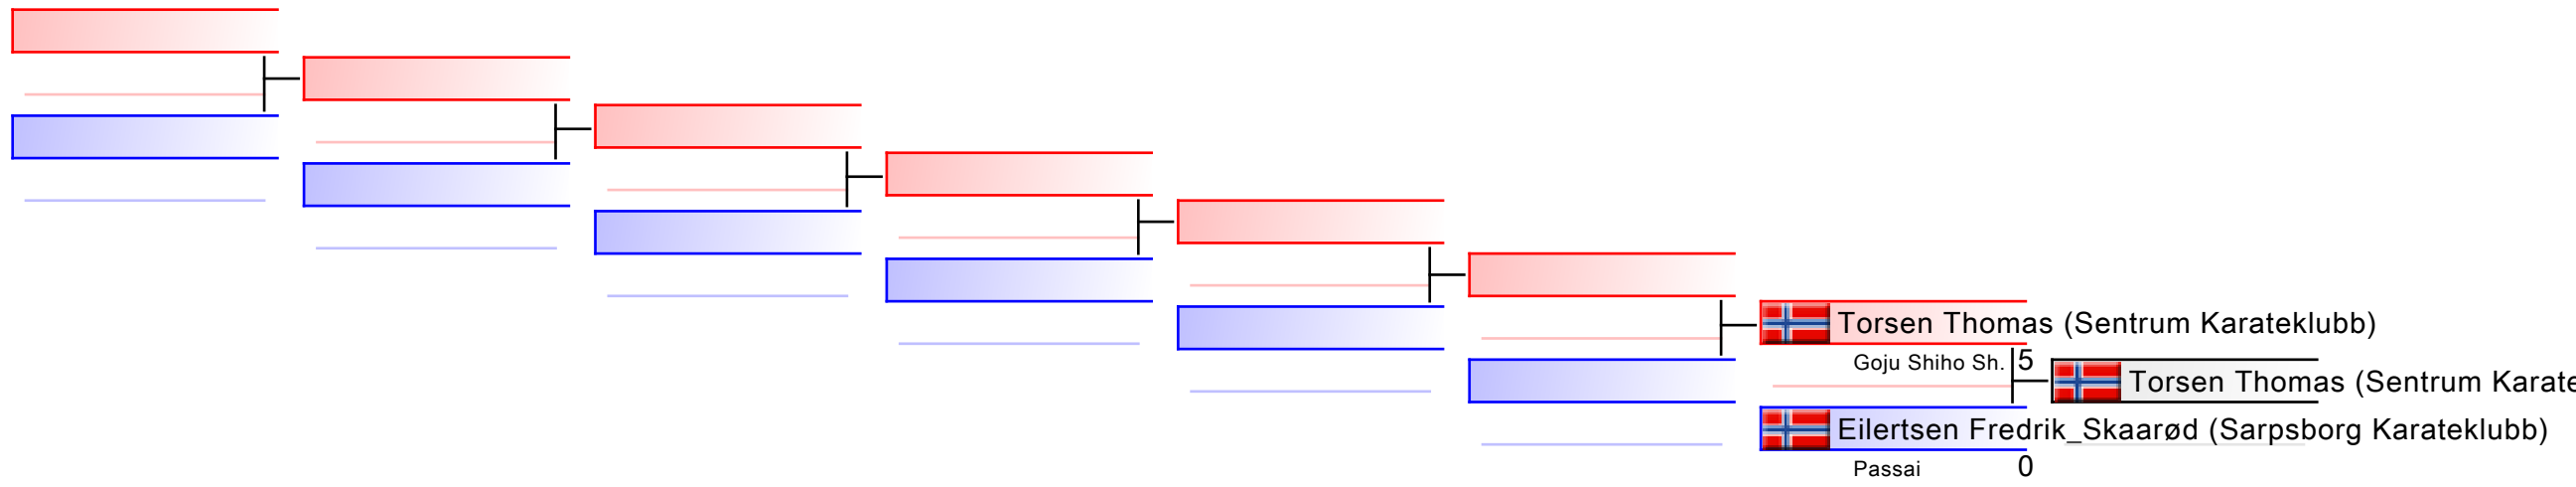 Torsen Thomas (Sentrum Karateklubb)
Goju Shiho Sh. 5
Torsen Thomas (Sentrum Karate
Eilertsen Fredrik_Skaarød (Sarpsborg Karateklubb)
Passai 0